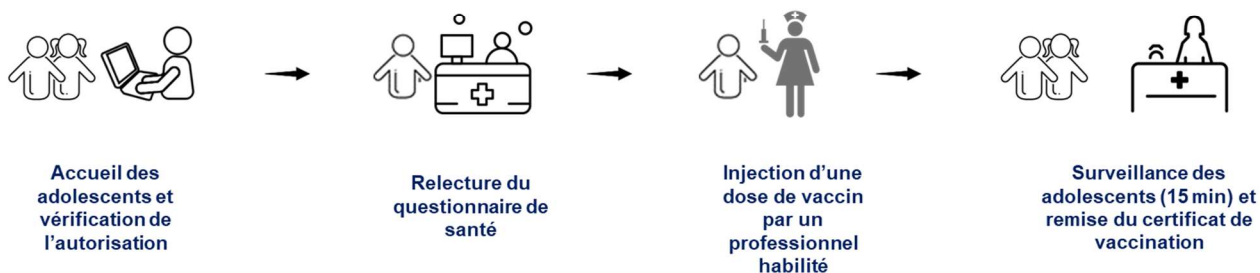 Accueil des
adolescents et
vérification de
l'autorisation
Relecture du
questionnaire de
santé
Injection d'une
dose de vaccin
par un
professionnel
habilité
Surveillance des
adolescents (15 min) et
remise du certificat de
vaccination